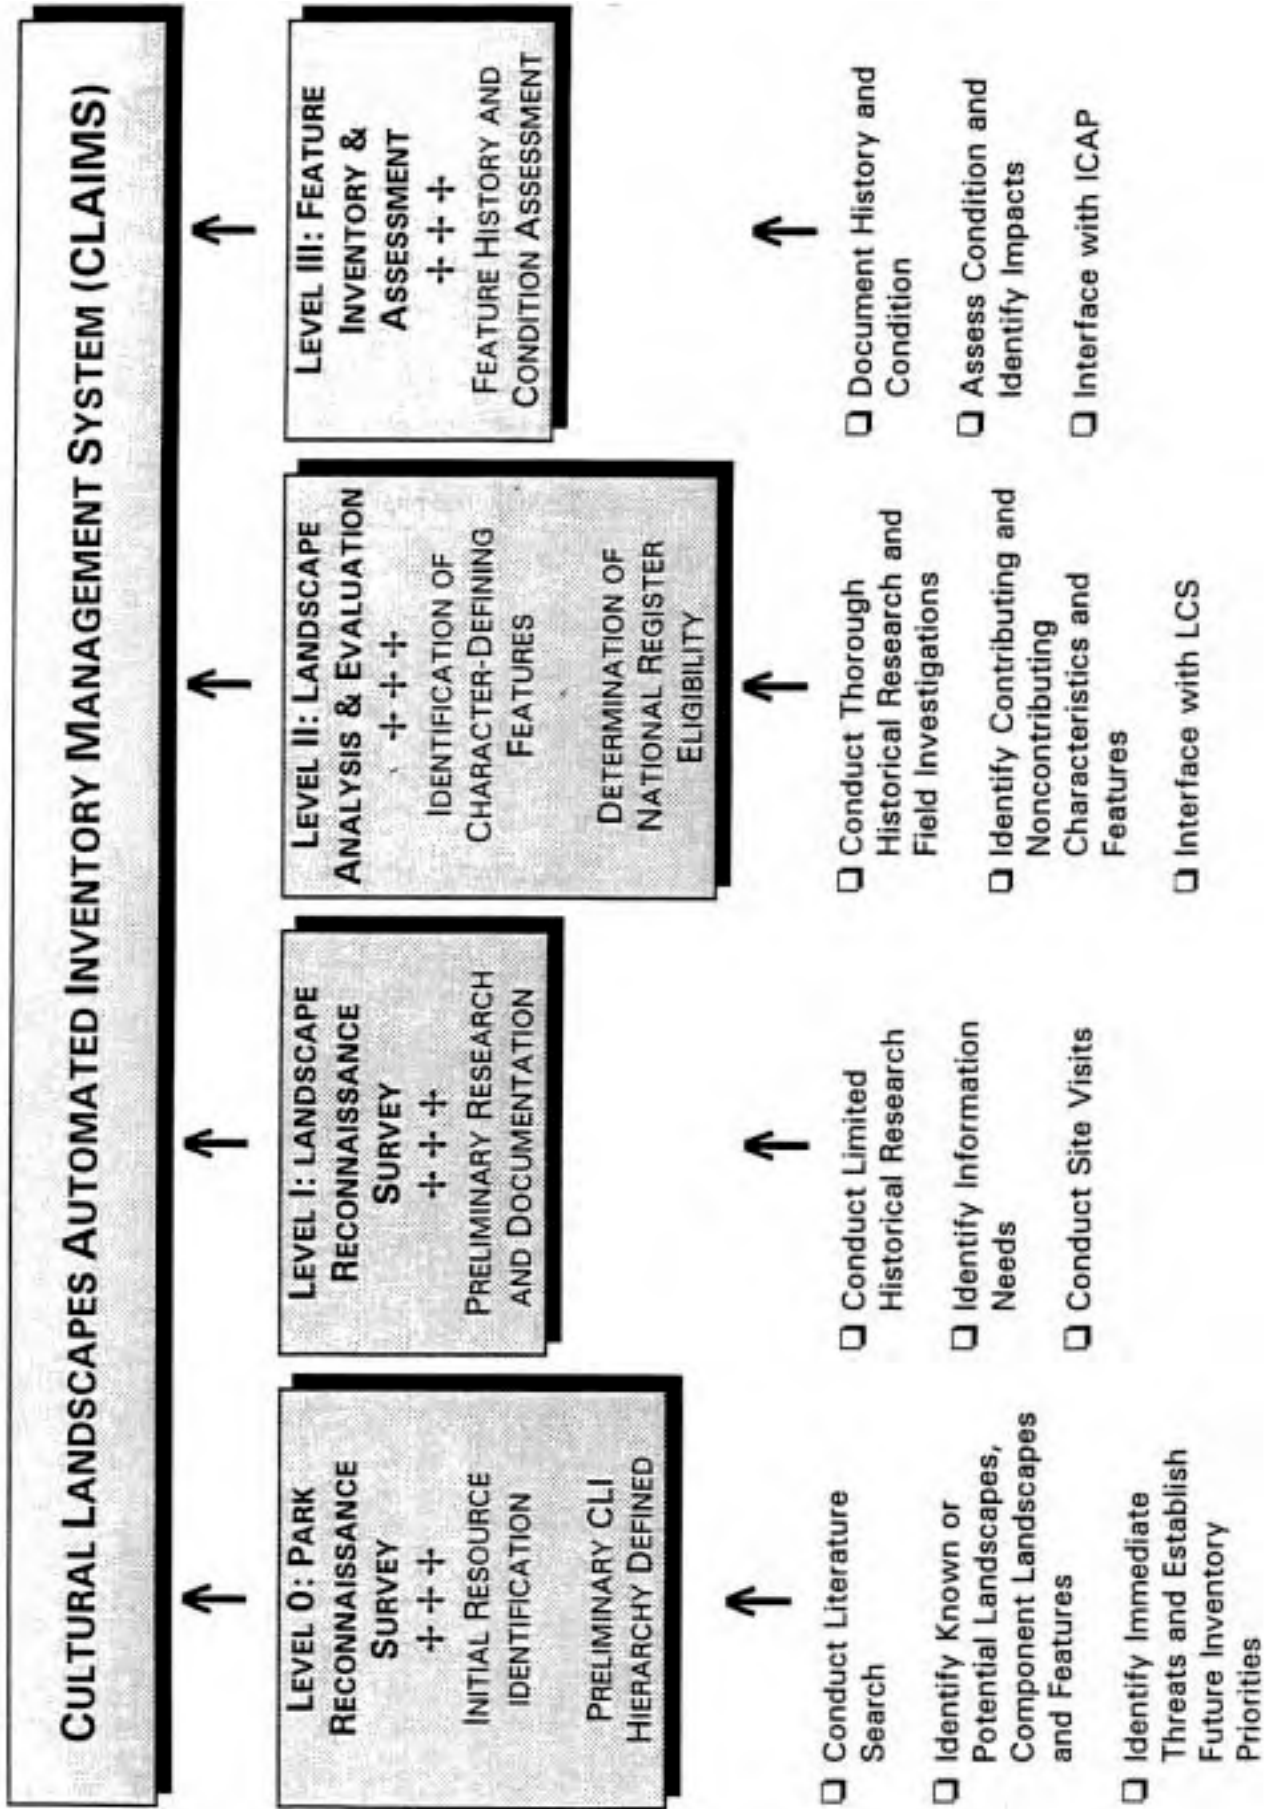 CULTURAL LANDSCAPES AUTOMATED INVENTORY MANAGEMENT SYSTEM (CLAIMS)
LEVEL 0: PARK
RECONNAISSANCE
SURVEY
INITIAL RESOURCE
IDENTIFICATION
PRELIMINARY CLI
HIERARCHY DEFINED
❑ Conduct Literature
Search
❑ Identify Known or
Potential Landscapes,
Component Landscapes
and Features
❑ Identify Immediate
Threats and Establish
Future Inventory
Priorities
LEVEL I: LANDSCAPE
RECONNAISSANCE
SURVEY
PRELIMINARY RESEARCH
AND DOCUMENTATION
❑ Conduct Limited
Historical Research
❑ Identify Information
Needs
❑ Conduct Site Visits
LEVEL II: LANDSCAPE
ANALYSIS & EVALUATION
IDENTIFICATION OF
CHARACTER-DEFINING
FEATURES
DETERMINATION OF
NATIONAL REGISTER
ELIGIBILITY
❑ Conduct Thorough
Historical Research and
Field Investigations
❑ Identify Contributing and
Noncontributing
Characteristics and
Features
❑ Interface with LCS
LEVEL III: FEATURE
INVENTORY &
ASSESSMENT
FEATURE HISTORY AND
CONDITION ASSESSMENT
❑ Document History and
Condition
❑ Assess Condition and
Identify Impacts
❑ Interface with ICAP